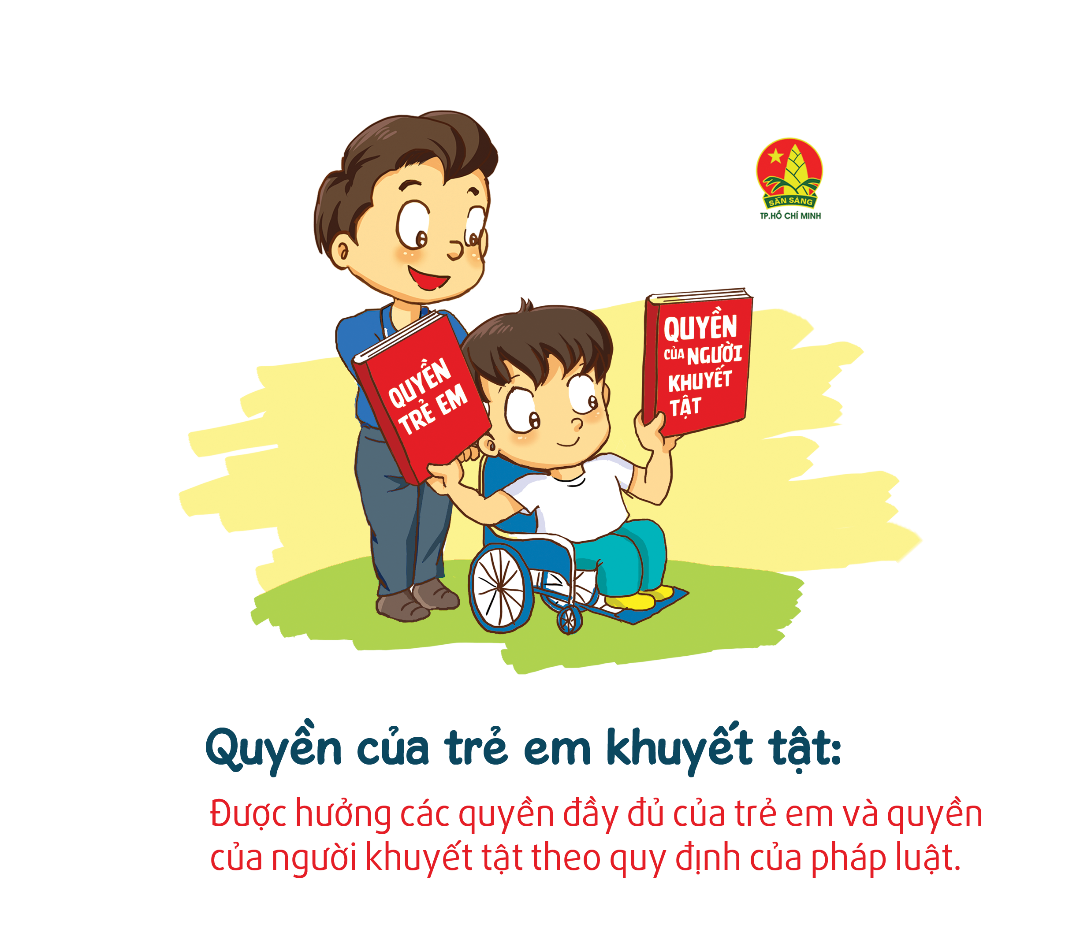 SẴN SÀNG
TP.HỒ CHÍ MINH
QUYỀN
TRẺ EM
QUYỀN
CỦA NGƯỜI
KHUYẾT
TẬT
Quyền của trẻ em khuyết tật:
Được hưởng các quyền đầy đủ của trẻ em và quyền
của người khuyết tật theo quy định của pháp luật.